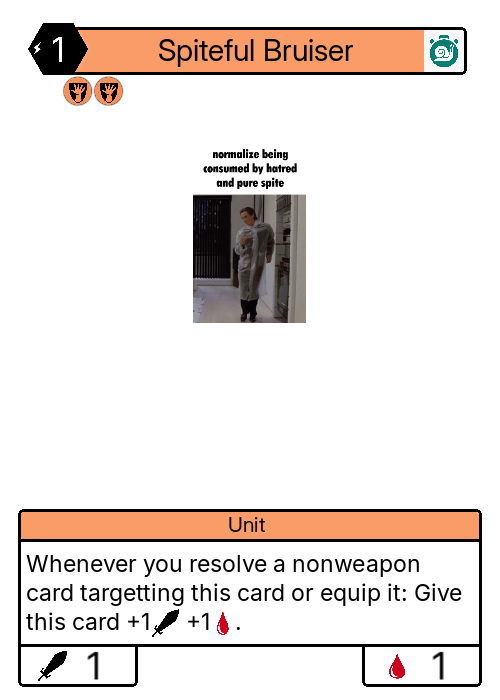 1
Spiteful Bruiser
normalize being
consumed by hatred
and pure spite
Unit
Whenever you resolve a nonweapon
card targetting this card or equip it: Give
this card +1 +1 .
1
1